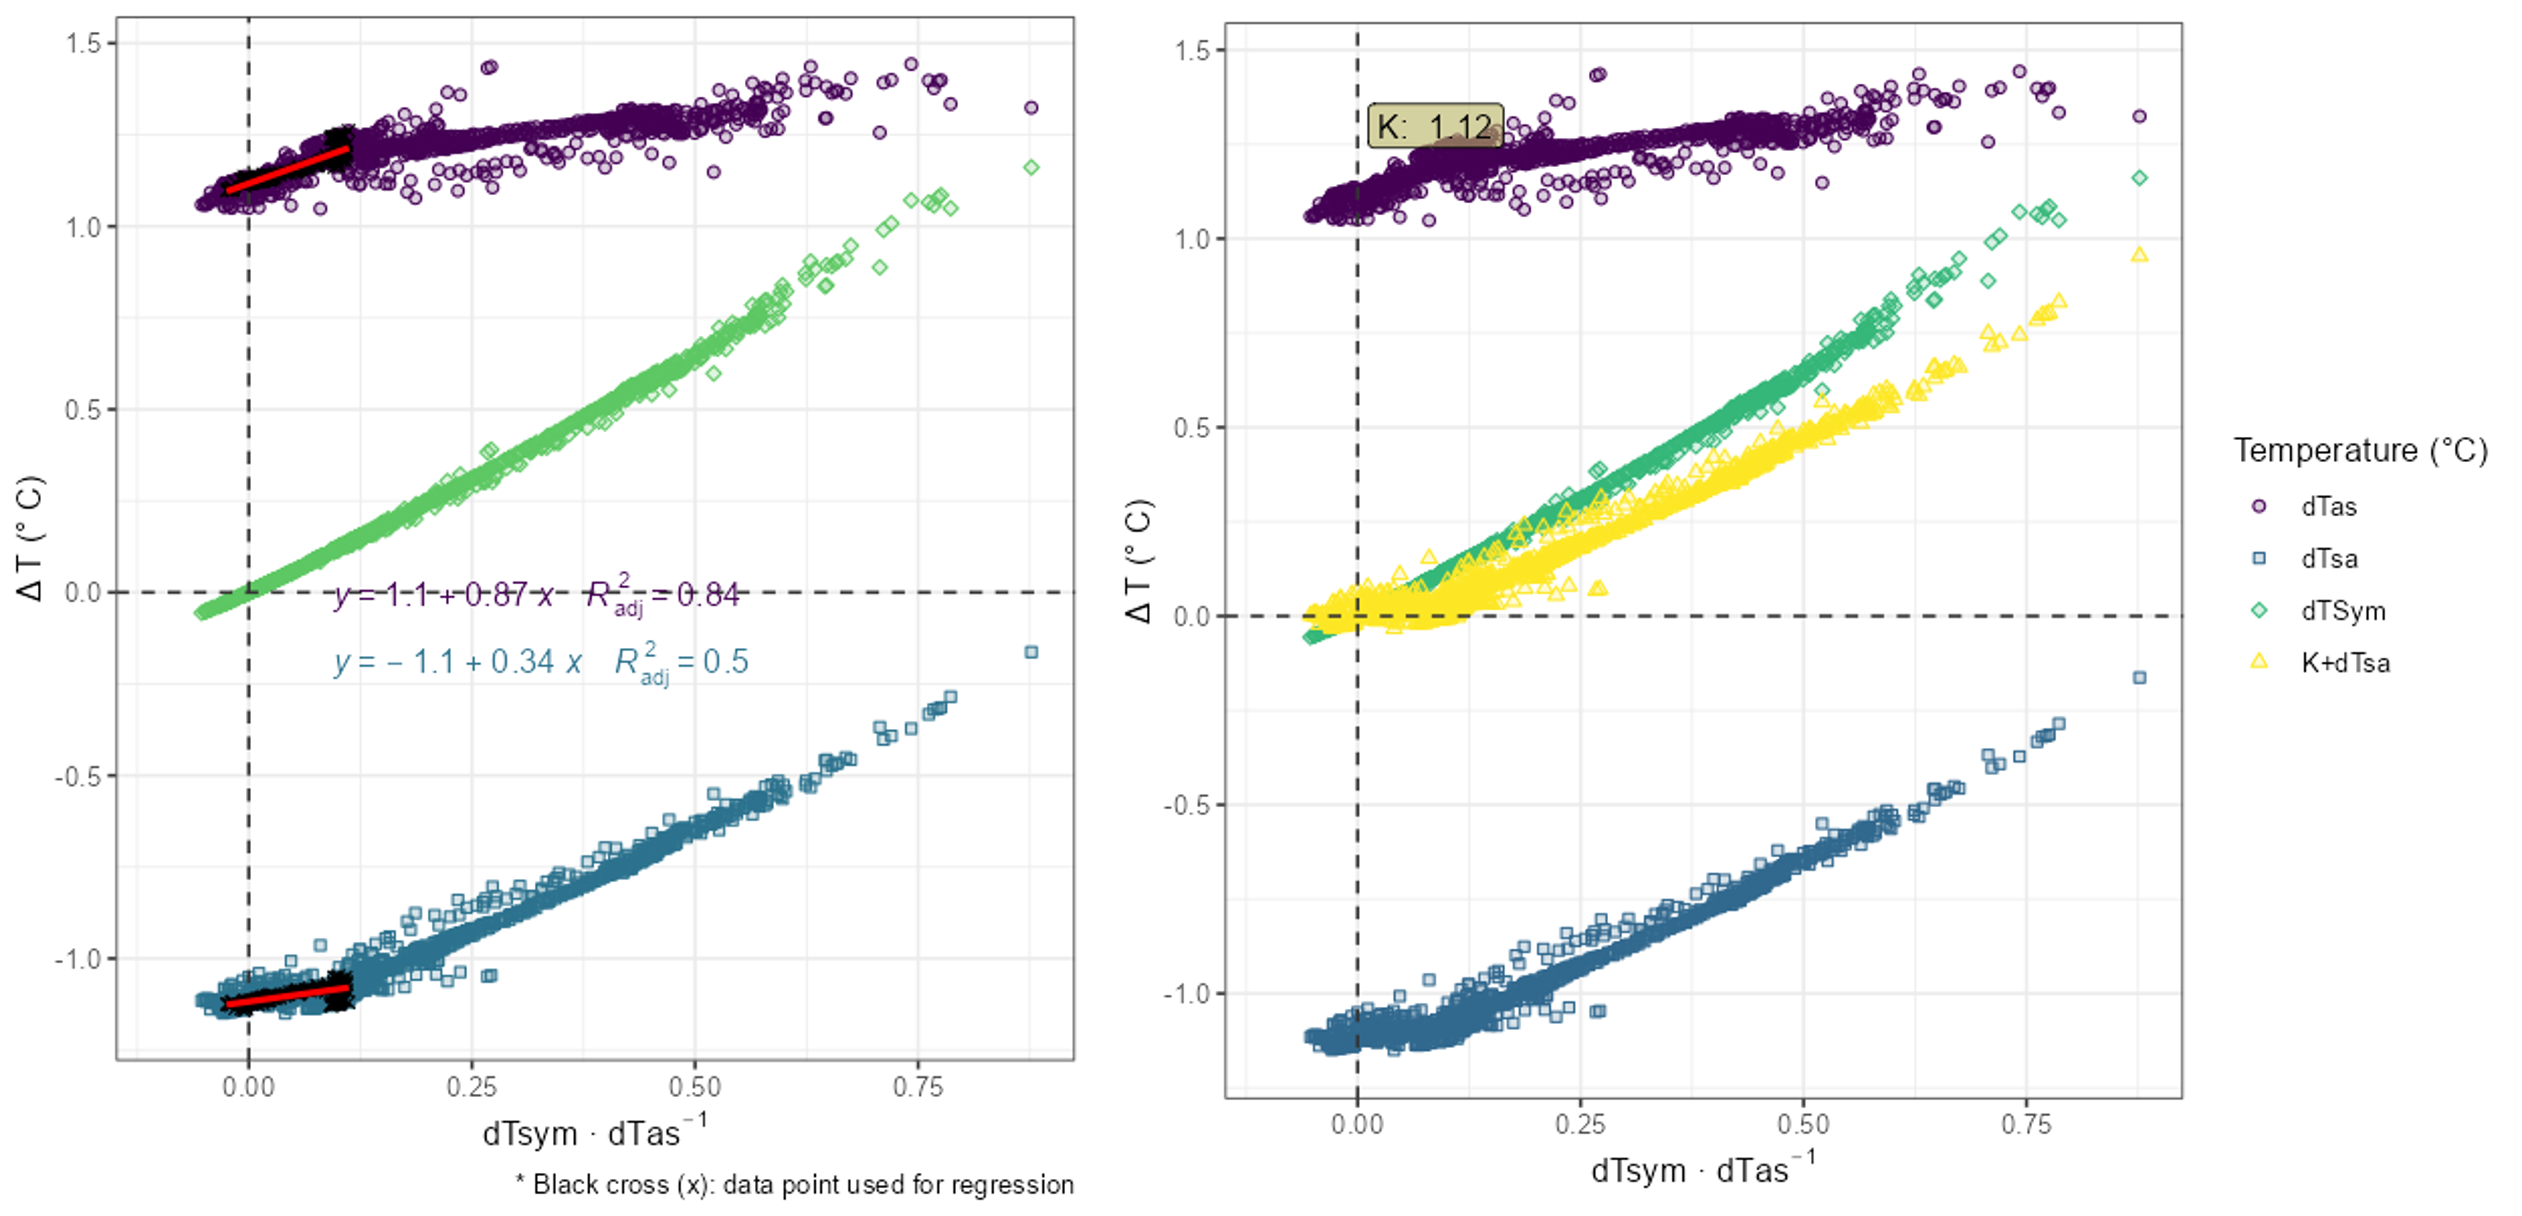 1.5
1.0
0.5
0.0
-0.5
-1.0
Δ T (° C)
y = 1.1 + 0.87 x R²adj = 0.84
y = − 1.1 + 0.34 x R²adj = 0.5
0.00 0.25 0.50 0.75
dTsym · dTas⁻¹
* Black cross (x): data point used for regression
1.5
1.0
0.5
0.0
-0.5
-1.0
Δ T (° C)
K: 1.12
0.00 0.25 0.50 0.75
dTsym · dTas⁻¹
Temperature (°C)
dTas
dTsa
dTSym
K+dTsa